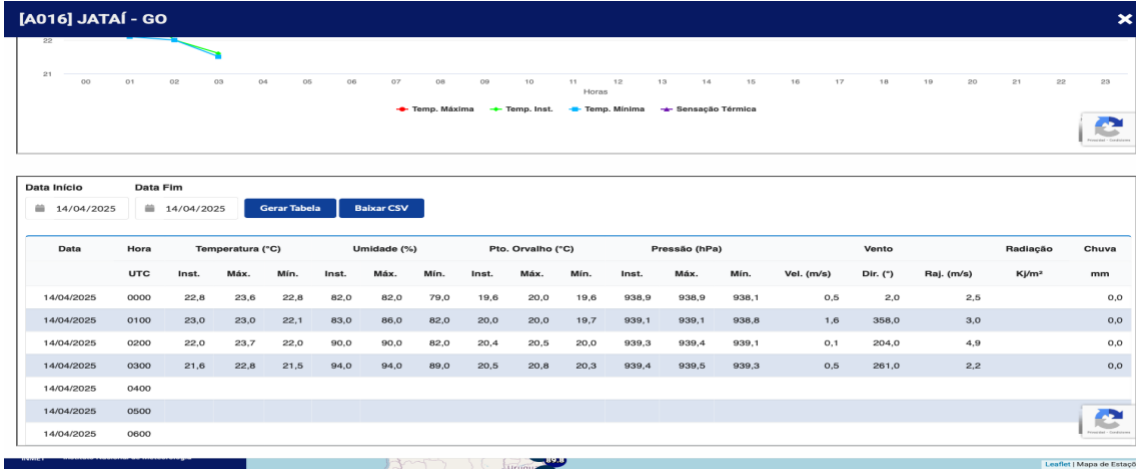 [A016] JATAÍ - GO
22
21
00 01 02 03 04 05 06 07 08 09 10 11 12 13 14 15 16 17 18 19 20 21 22 23
Horas
Temp. Máxima Temp. Inst. Temp. Mínima Sensação Térmica
Data Início Data Fim
14/04/2025 14/04/2025 Gerar Tabela Baixar CSV
Data Hora Temperatura (°C) Umidade (%) Pto. Orvalho (°C) Pressão (hPa) Vento Radiação Chuva
UTC Inst. Máx. Mín. Inst. Máx. Mín. Inst. Máx. Mín. Inst. Máx. Mín. Vel. (m/s) Dir. (°) Raj. (m/s) Kj/m² mm
14/04/2025 0000 22,8 23,6 22,8 82,0 82,0 79,0 19,6 20,0 19,6 938,9 938,9 938,1 0,5 2,0 2,5 0,0
14/04/2025 0100 23,0 23,0 22,1 83,0 86,0 82,0 20,0 20,0 19,7 939,1 939,1 938,8 1,6 358,0 3,0 0,0
14/04/2025 0200 22,0 23,7 22,0 90,0 90,0 82,0 20,4 20,5 20,0 939,3 939,4 939,1 0,1 204,0 4,9 0,0
14/04/2025 0300 21,6 22,8 21,5 94,0 94,0 89,0 20,5 20,8 20,3 939,4 939,5 939,3 0,5 261,0 2,2 0,0
14/04/2025 0400
14/04/2025 0500
14/04/2025 0600
89.8
Leaflet | Mapa de Estaçõ